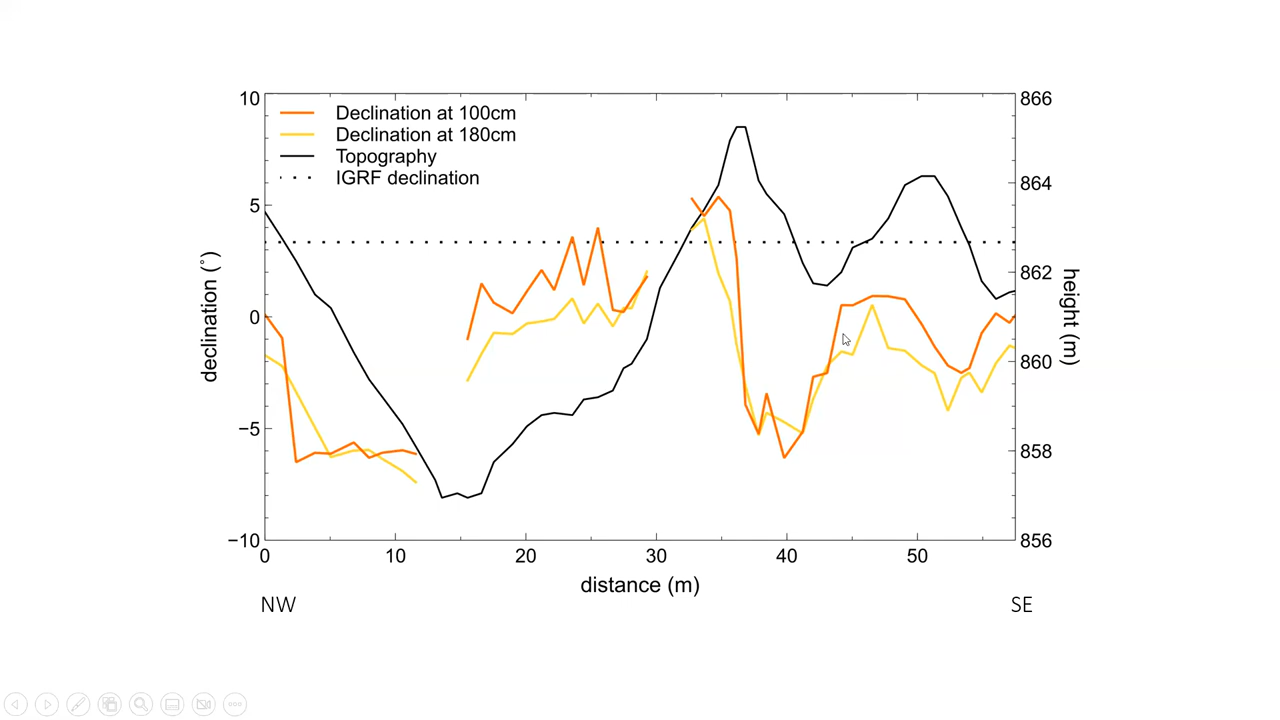 10
5
0
−5
−10
declination (˚)
Declination at 100cm
Declination at 180cm
Topography
IGRF declination
866
864
862
860
858
856
height (m)
0 10 20 30 40 50
distance (m)
NW SE